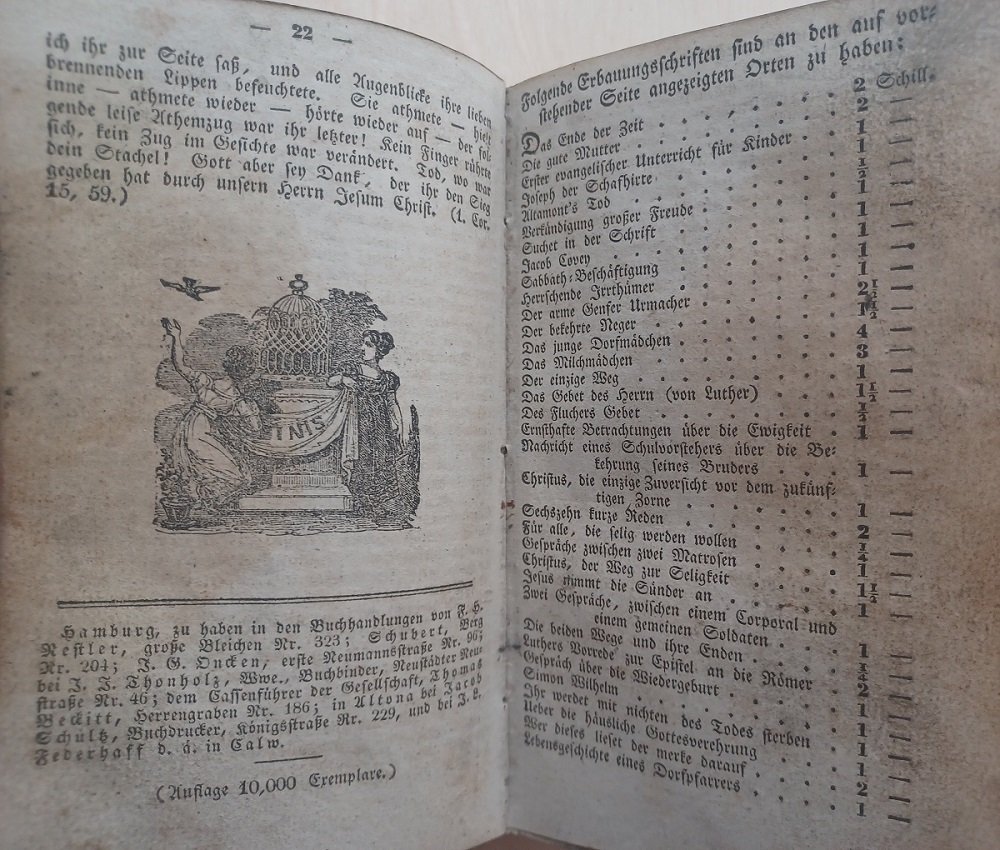 — 22 —
ich ihr zur Seite saß, und alle Augenblicke ihre lieben
brennenden Lippen befeuchtete. Sie athmete — hielt
inne — athmete wieder — hörte wieder auf — der fol-
gende leise Athemzug war ihr letzter! Kein Finger rührte
sich, kein Zug im Gesichte war verändert. Tod, wo war
dein Stachel! Gott aber sey Dank, der ihr den Sieg
gegeben hat durch unsern Herrn Jesum Christ. (1. Cor.
15, 59.)
FINIS
Hamburg, zu haben in den Buchhandlungen von F. H.
Nestler, große Bleichen Nr. 323; Schubert, Berg
Nr. 204; J. G. Oncken, erste Neumannsstraße Nr. 96;
bei J. J. Thonholz, Wwe., Buchbinder, Neustädter Neue
straße Nr. 46; dem Cassenführer der Gesellschaft, Thomas
Beckitt, Herrengraben Nr. 186; in Altona bei Jacob
Schultz, Buchdrucker, Königsstraße Nr. 229, und bei J. F.
Federhaff d. ä. in Calw.
(Auflage 10,000 Exemplare.)
Folgende Erbauungsschriften sind an den auf vor-
stehender Seite angezeigten Orten zu haben:
Das Ende der Zeit . . . . . 2 Schill.
Die gute Mutter . . . . . 2 —
Erster evangelischer Unterricht für Kinder . 1 —
Joseph der Schafhirte . . . . . 1 —
Altamont's Tod . . . . . ½ —
Verkündigung großer Freude . . . . . 1 —
Suchet in der Schrift . . . . . 1 —
Jacob Covey . . . . . 1 —
Sabbath-Beschäftigung . . . . . 1 —
Herrschende Irrthümer . . . . . 2½ —
Der arme Genfer Urmacher . . . . . 1½ —
Der bekehrte Neger . . . . . 4 —
Das junge Dorfmädchen . . . . . 3 —
Das Milchmädchen . . . . . 1 —
Der einzige Weg . . . . . 1½ —
Das Gebet des Herrn (von Luther) . . . ½ —
Des Fluchers Gebet . . . . . 1 —
Ernsthafte Betrachtungen über die Ewigkeit .
Nachricht eines Schulvorstehers über die Be-
kehrung seines Bruders . . . . . 1 —
Christus, die einzige Zuversicht vor dem zukünf-
tigen Zorne . . . . . 1 —
Sechszehn kurze Reden . . . . . 2 —
Für alle, die selig werden wollen . . . . ¼ —
Gespräche zwischen zwei Matrosen . . . . 1 —
Christus, der Weg zur Seligkeit . . . . 1½ —
Jesus nimmt die Sünder an . . . . . 1 —
Zwei Gespräche, zwischen einem Corporal und
einem gemeinen Soldaten . . . . . 1 —
Die beiden Wege und ihre Enden . . . . ¼ —
Luthers Vorrede zur Epistel an die Römer . 2 —
Gespräch über die Wiedergeburt . . . . 1 —
Simon Wilhelm . . . . . 1 —
Ihr werdet mit nichten des Todes sterben . 1 —
Ueber die häusliche Gottesverehrung . . . 1 —
Wer dieses lieset der merke darauf . . . 2 —
Lebensgeschichte eines Dorfpfarrers . . . 1 —